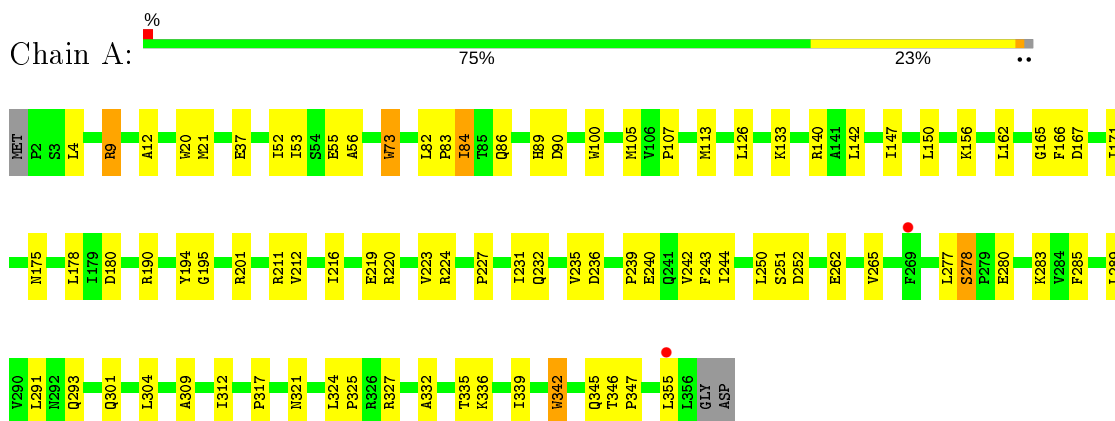 %
Chain A:
75% 23% ••
MET P2 S3 L4 R9 A12 W20 M21 E37 I52 I53 S54 E55 A56 W73 L82 P83 I84 T85 Q86 H89 D90 W100 M105 V106 P107 M113 L126 K133 R140 A141 L142 I147 L150 K156 L162 G165 F166 D167
N175 L178 I179 D180 R190 Y194 G195 R201 R211 V212 I216 E219 R220 V223 R224 P227 I231 Q232 V235 D236 P239 E240 Q241 V242 F243 I244 L250 S251 D252 E262 V265 F269 L277 S278 P279 E280 K283 V284 F285
V290 L291 N292 Q293 Q301 L304 A309 I312 P317 N321 L324 P325 R326 R327 A332 T335 K336 I339 W342 Q345 T346 P347 L355 L356 GLY ASP